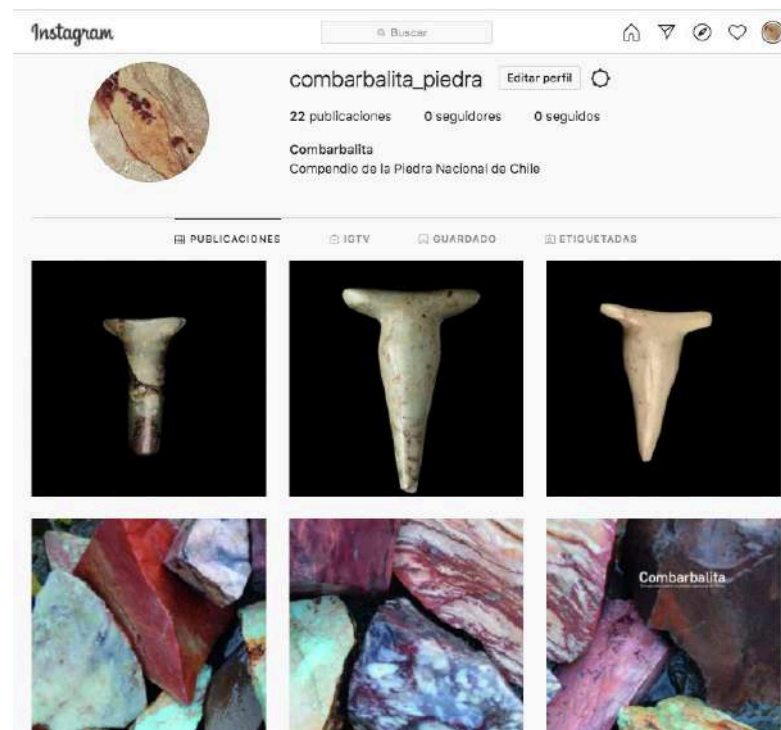 Instagram
Buscar
combarbalita_piedra Editar perfil
22 publicaciones 0 seguidores 0 seguidos
Combarbalita
Compendio de la Piedra Nacional de Chile
PUBLICACIONES IGTV GUARDADO ETIQUETADAS
Combarbalita